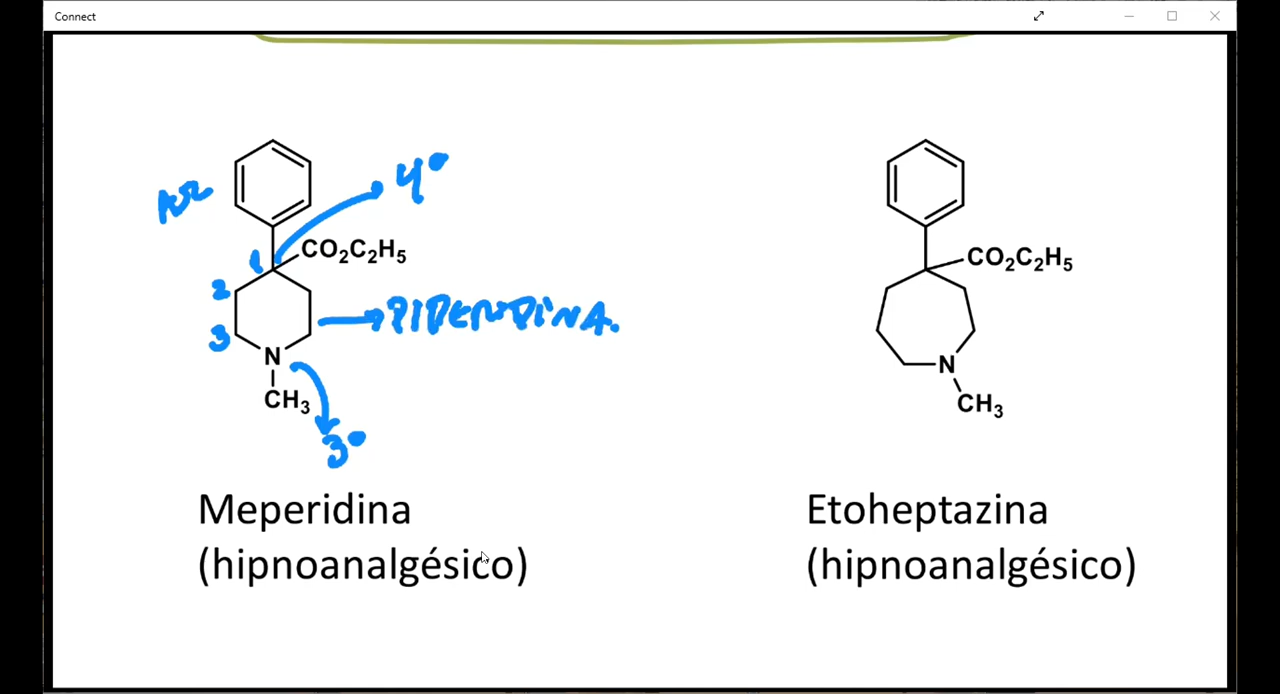 Connect
Ar
4°
CO₂C₂H₅
1
2
3
PIPERIDINA.
N
CH₃
3°
CO₂C₂H₅
N
CH₃
Meperidina
(hipnoanalgésico)
Etoheptazina
(hipnoanalgésico)